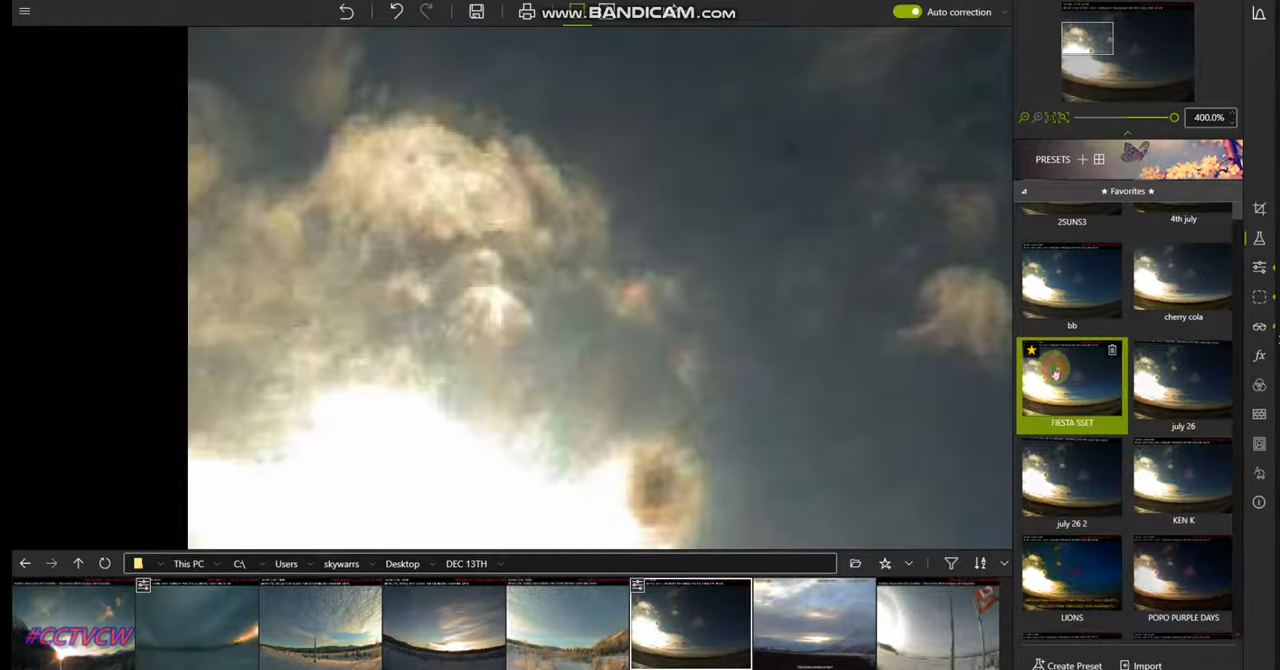 www.BANDICAM.com
Auto correction
400.0%
PRESETS
★ Favorites ★
2SUNS3
4th july
bb
cherry cola
FIESTA SSET
july 26
july 26 2
KEN K
LIONS
POPO PURPLE DAYS
This PC
C:\
Users
skywarrs
Desktop
DEC 13TH
#CCTVCW
Create Preset
Import